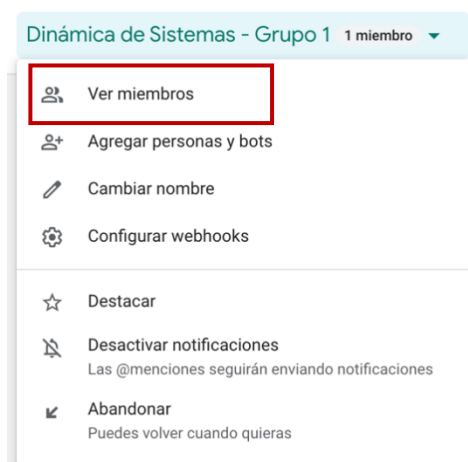 Dinámica de Sistemas - Grupo 1 1 miembro
Ver miembros
Agregar personas y bots
Cambiar nombre
Configurar webhooks
Destacar
Desactivar notificaciones
Las @menciones seguirán enviando notificaciones
Abandonar
Puedes volver cuando quieras